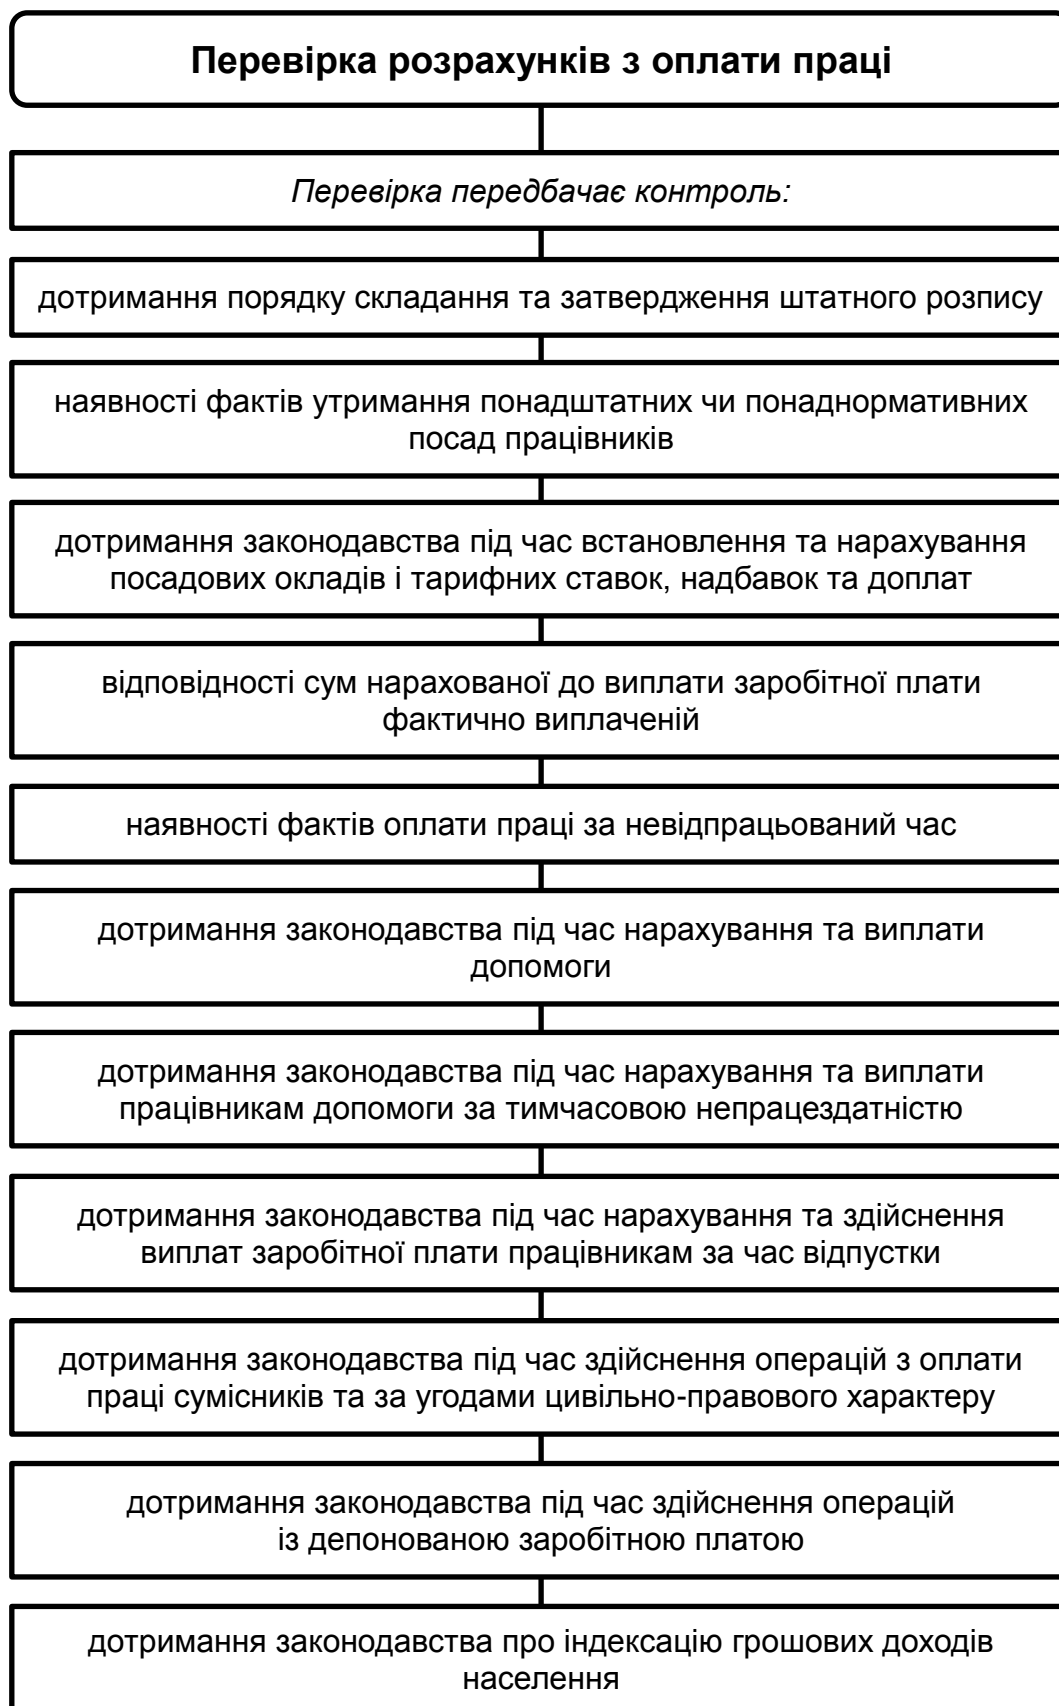 Перевірка розрахунків з оплати праці
Перевірка передбачає контроль:
дотримання порядку складання та затвердження штатного розпису
наявності фактів утримання понадштатних чи понаднормативних
посад працівників
дотримання законодавства під час встановлення та нарахування
посадових окладів і тарифних ставок, надбавок та доплат
відповідності сум нарахованої до виплати заробітної плати
фактично виплаченій
наявності фактів оплати праці за невідпрацьований час
дотримання законодавства під час нарахування та виплати
допомоги
дотримання законодавства під час нарахування та виплати
працівникам допомоги за тимчасовою непрацездатністю
дотримання законодавства під час нарахування та здійснення
виплат заробітної плати працівникам за час відпустки
дотримання законодавства під час здійснення операцій з оплати
праці сумісників та за угодами цивільно-правового характеру
дотримання законодавства під час здійснення операцій
із депонованою заробітною платою
дотримання законодавства про індексацію грошових доходів
населення